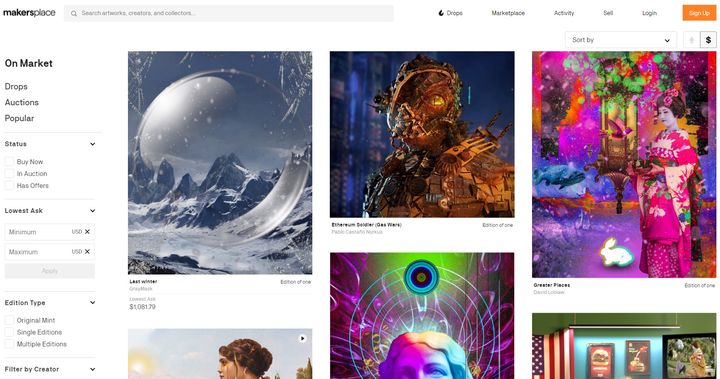 makersplace
Search artworks, creators, and collectors...
Drops
Marketplace
Activity
Sell
Login
Sign Up
Sort by
$
On Market
Drops
Auctions
Popular
Status
Buy Now
In Auction
Has Offers
Lowest Ask
Minimum USD
Maximum USD
Apply
Edition Type
Original Mint
Single Editions
Multiple Editions
Filter by Creator
Last winter
Edition of one
GrayMask
Lowest Ask
$1,081.79
Ethereum Soldier (Gas Wars)
Edition of one
Pablo Castaño Nunkus
Greater Places
Edition of one
David Loblaw